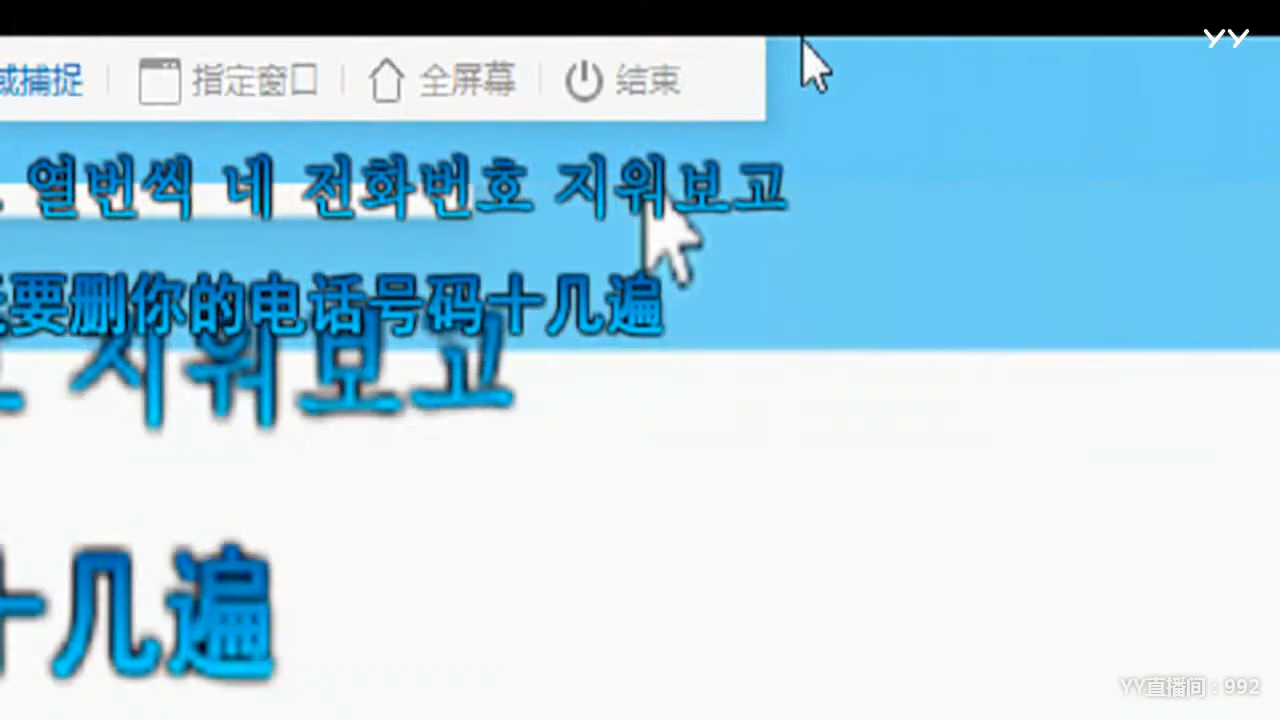 YY
域捕捉 指定窗口 全屏幕 结束
열번씩 네 전화번호 지워보고
要删你的电话号码十几遍
지워보고
十几遍
YY直播间:992